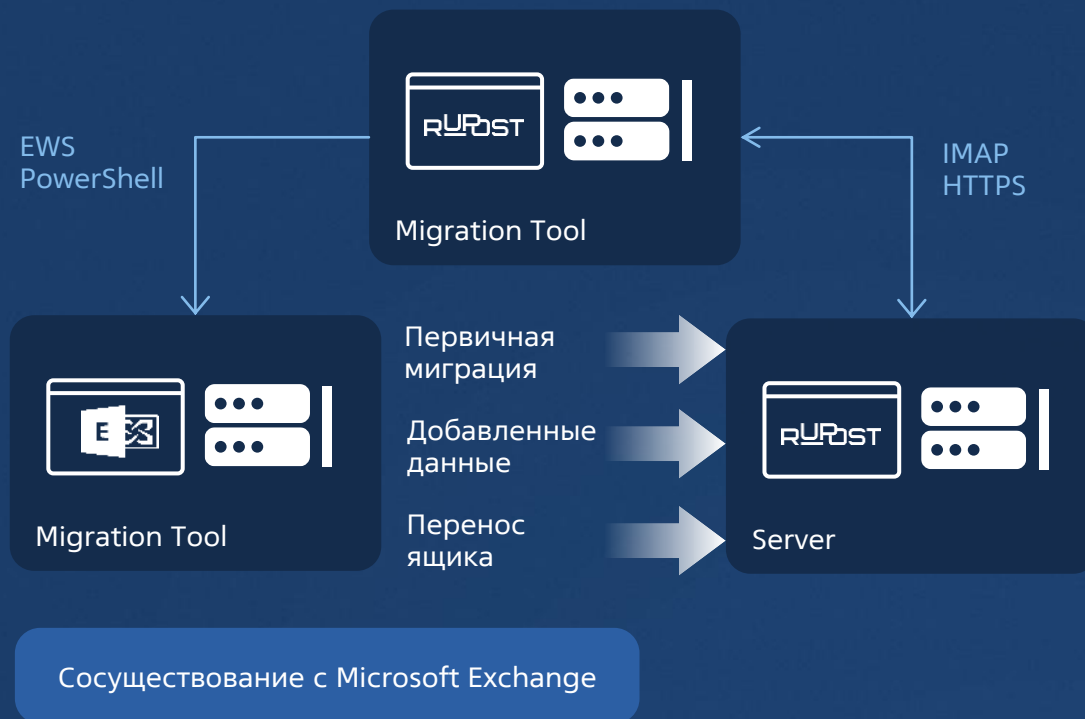 RUPOST
Migration Tool
EWS
PowerShell
IMAP
HTTPS
E
Migration Tool
Первичная
миграция
Добавленные
данные
Перенос
ящика
RUPOST
Server
Сосуществование с Microsoft Exchange